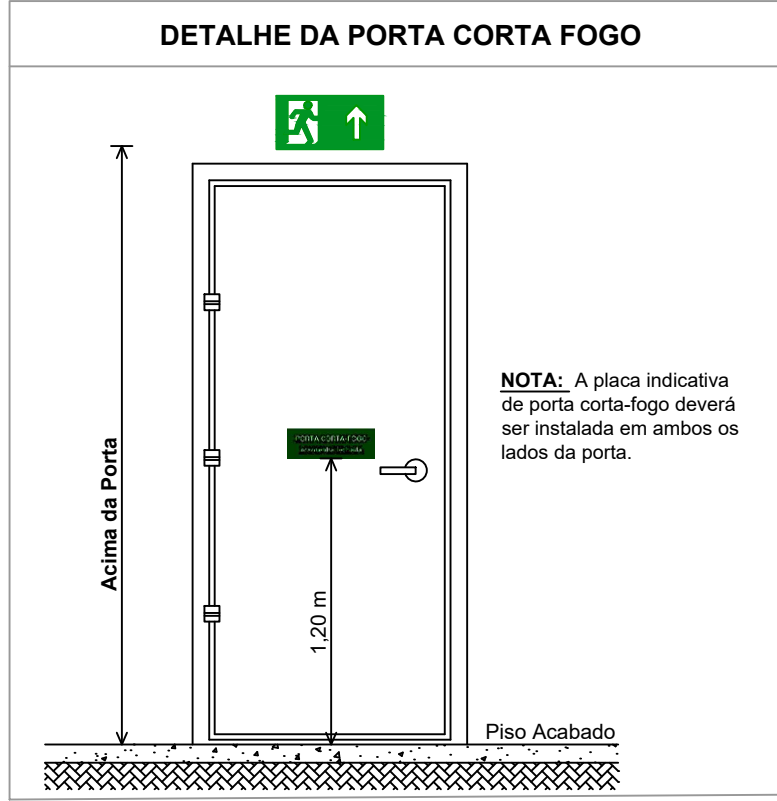 DETALHE DA PORTA CORTA FOGO
Acima da Porta
PORTA CORTA-FOGO
1,20 m
NOTA: A placa indicativa
de porta corta-fogo deverá
ser instalada em ambos os
lados da porta.
Piso Acabado